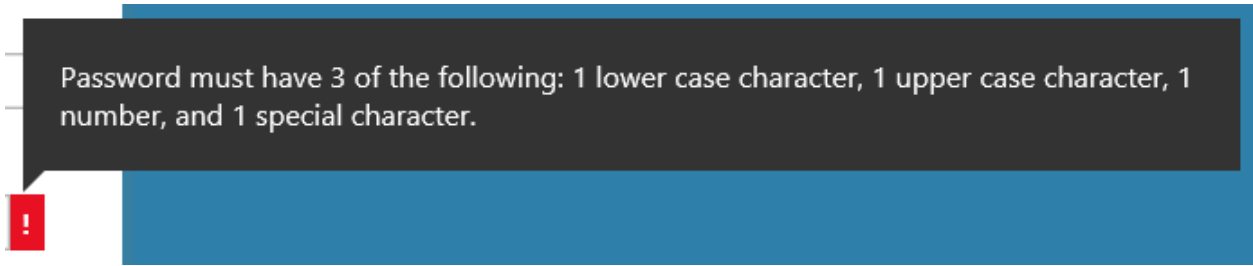 Password must have 3 of the following: 1 lower case character, 1 upper case character, 1
number, and 1 special character.
!